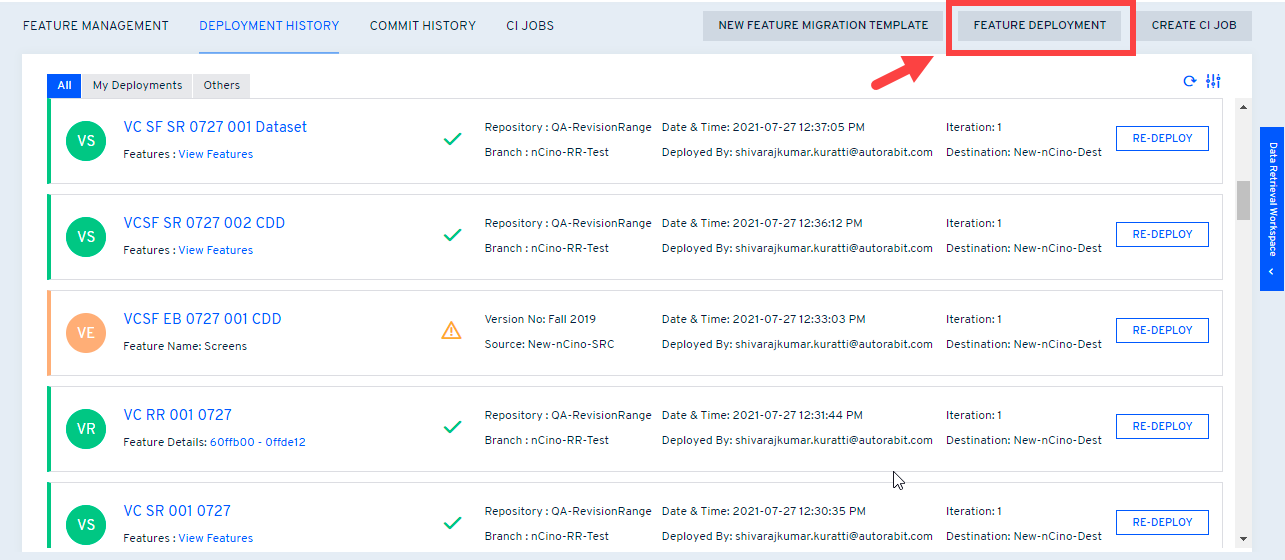 FEATURE MANAGEMENT DEPLOYMENT HISTORY COMMIT HISTORY CI JOBS NEW FEATURE MIGRATION TEMPLATE FEATURE DEPLOYMENT CREATE CI JOB
All My Deployments Others
VS VC SF SR 0727 001 Dataset Repository : QA-RevisionRange Date & Time: 2021-07-27 12:37:05 PM Iteration: 1 RE-DEPLOY
Features : View Features Branch : nCino-RR-Test Deployed By: shivarajkumar.kuratti@autorabit.com Destination: New-nCino-Dest
VS VCSF SR 0727 002 CDD Repository : QA-RevisionRange Date & Time: 2021-07-27 12:36:12 PM Iteration: 1 RE-DEPLOY
Features : View Features Branch : nCino-RR-Test Deployed By: shivarajkumar.kuratti@autorabit.com Destination: New-nCino-Dest
VE VCSF EB 0727 001 CDD Version No: Fall 2019 Date & Time: 2021-07-27 12:33:03 PM Iteration: 1 RE-DEPLOY
Feature Name: Screens Source: New-nCino-SRC Deployed By: shivarajkumar.kuratti@autorabit.com Destination: New-nCino-Dest
VR VC RR 001 0727 Repository : QA-RevisionRange Date & Time: 2021-07-27 12:31:44 PM Iteration: 1 RE-DEPLOY
Feature Details: 60ffb00 - 0ffde12 Branch : nCino-RR-Test Deployed By: shivarajkumar.kuratti@autorabit.com Destination: New-nCino-Dest
VS VC SR 001 0727 Repository : QA-RevisionRange Date & Time: 2021-07-27 12:30:35 PM Iteration: 1 RE-DEPLOY
Features : View Features Branch : nCino-RR-Test Deployed By: shivarajkumar.kuratti@autorabit.com Destination: New-nCino-Dest
Data Retrieval Workspace